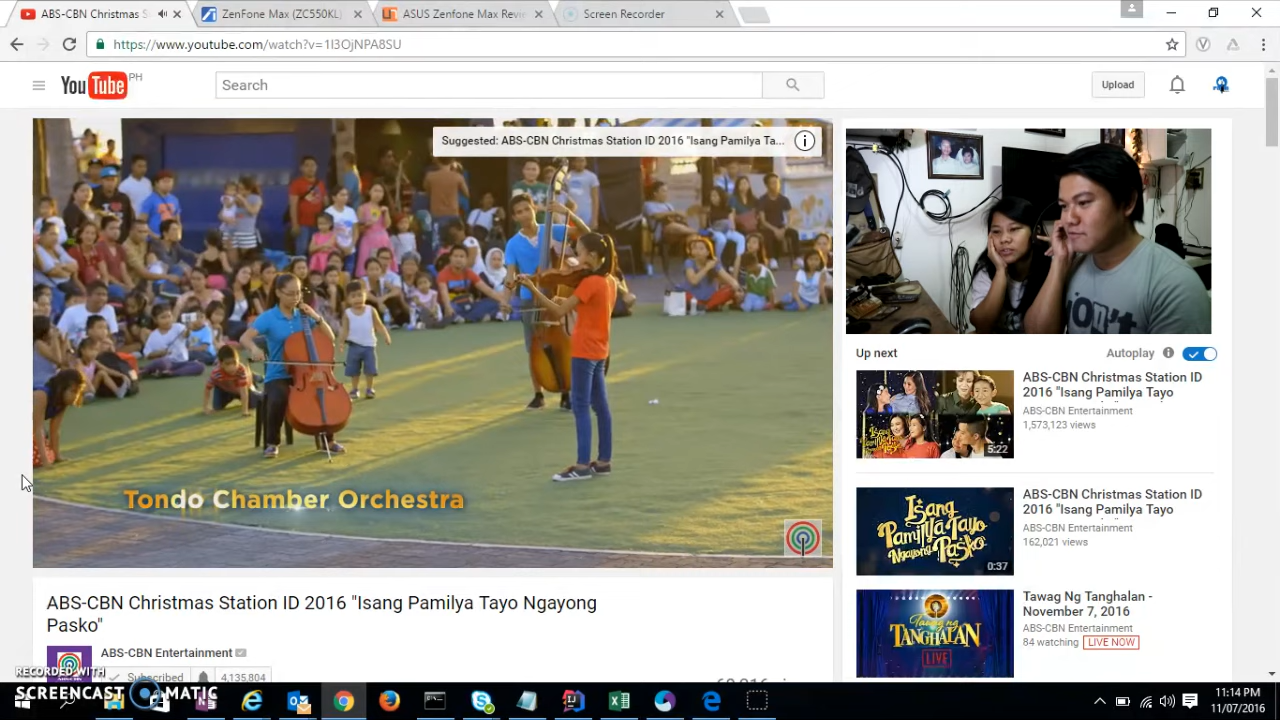 ABS-CBN Christmas S
ZenFone Max (ZC550KL)
ASUS Zenfone Max Revi
Screen Recorder
https://www.youtube.com/watch?v=1I3OjNPA8SU
YouTube PH
Search
Upload
Suggested: ABS-CBN Christmas Station ID 2016 "Isang Pamilya Ta...
Tondo Chamber Orchestra
ABS-CBN Christmas Station ID 2016 "Isang Pamilya Tayo Ngayong
Pasko"
ABS-CBN Entertainment
Subscribed
4,135,804
Up next
Autoplay
ABS-CBN Christmas Station ID
2016 "Isang Pamilya Tayo
ABS-CBN Entertainment
1,573,123 views
5:22
ABS-CBN Christmas Station ID
2016 "Isang Pamilya Tayo
ABS-CBN Entertainment
162,021 views
Isang
Pamilya Tayo
Ngayong
Pasko
0:37
Tawag Ng Tanghalan -
November 7, 2016
ABS-CBN Entertainment
84 watching LIVE NOW
Tawag ng
TANGHALAN
LIVE
RECORDED WITH
SCREENCAST MATIC
11:14 PM
11/07/2016